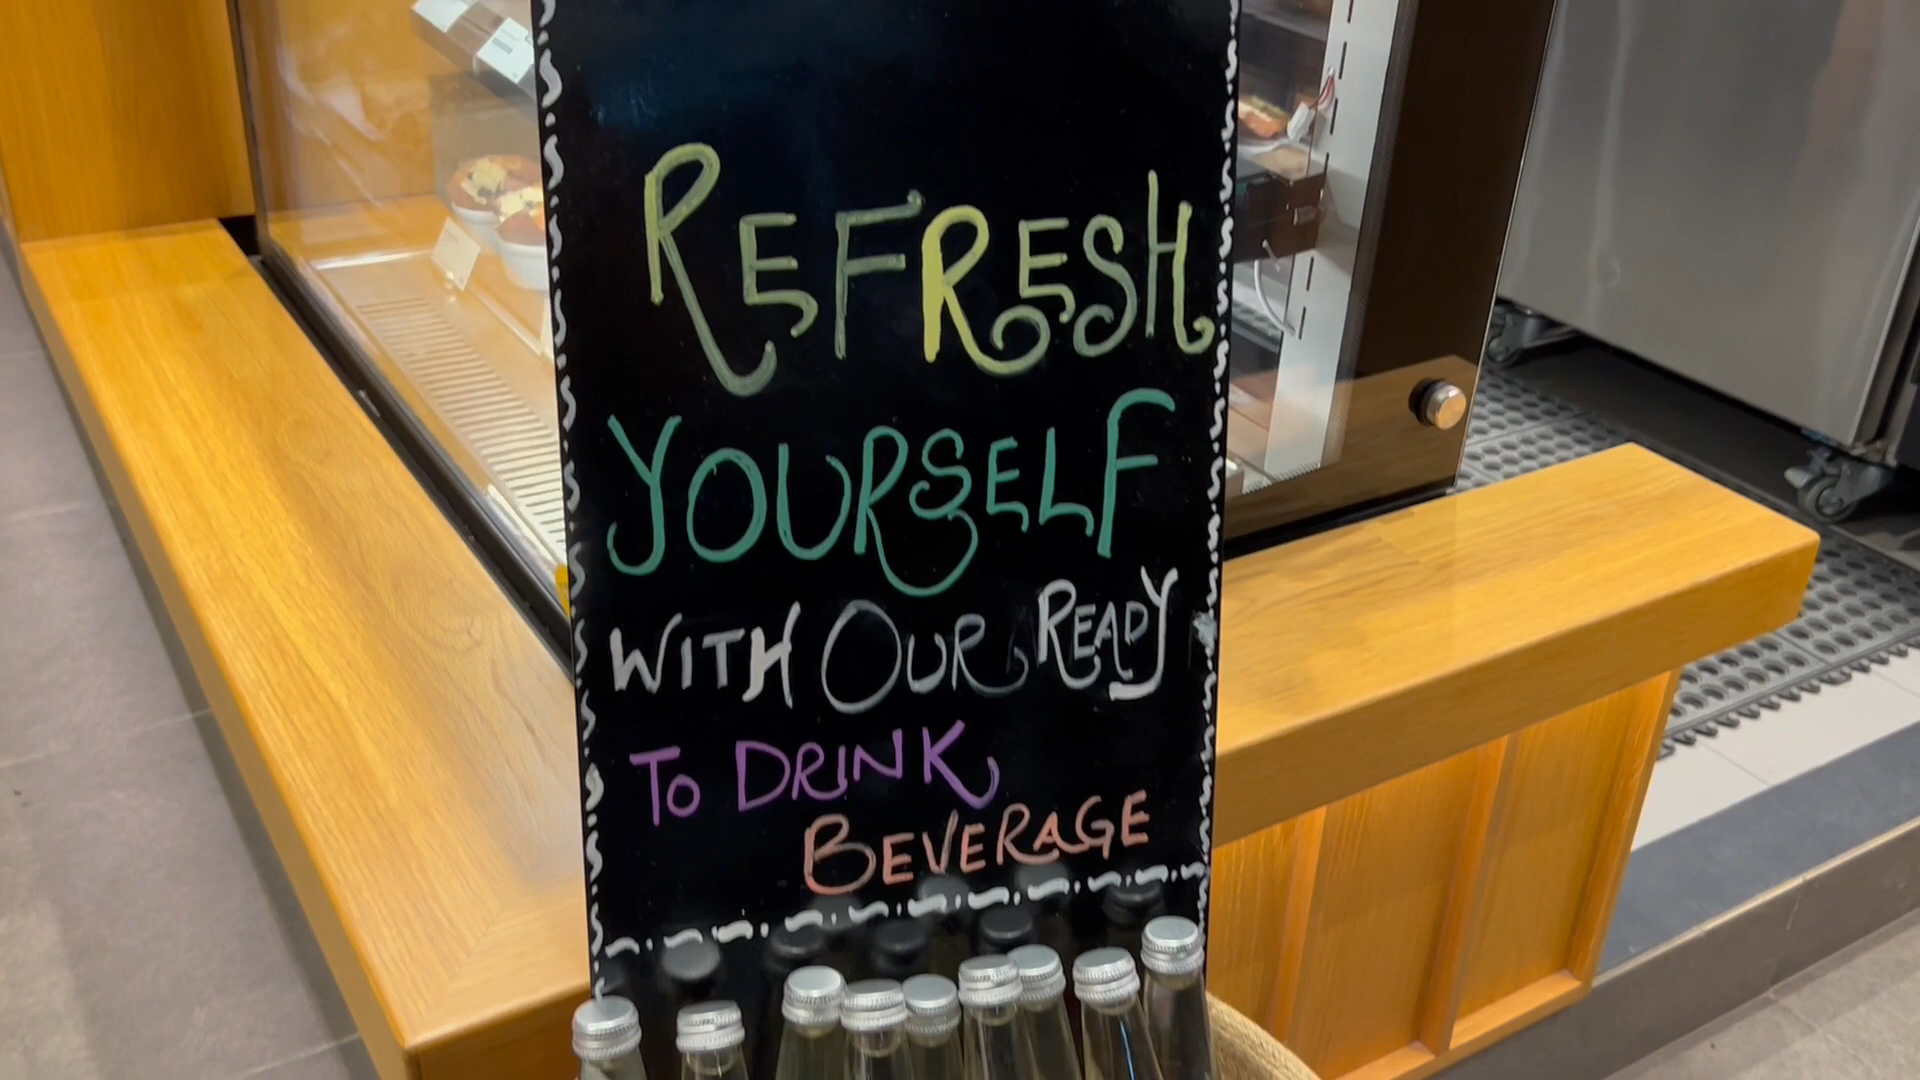 REFRESH
YOURSELF
WITH OUR READY
TO DRINK
BEVERAGE